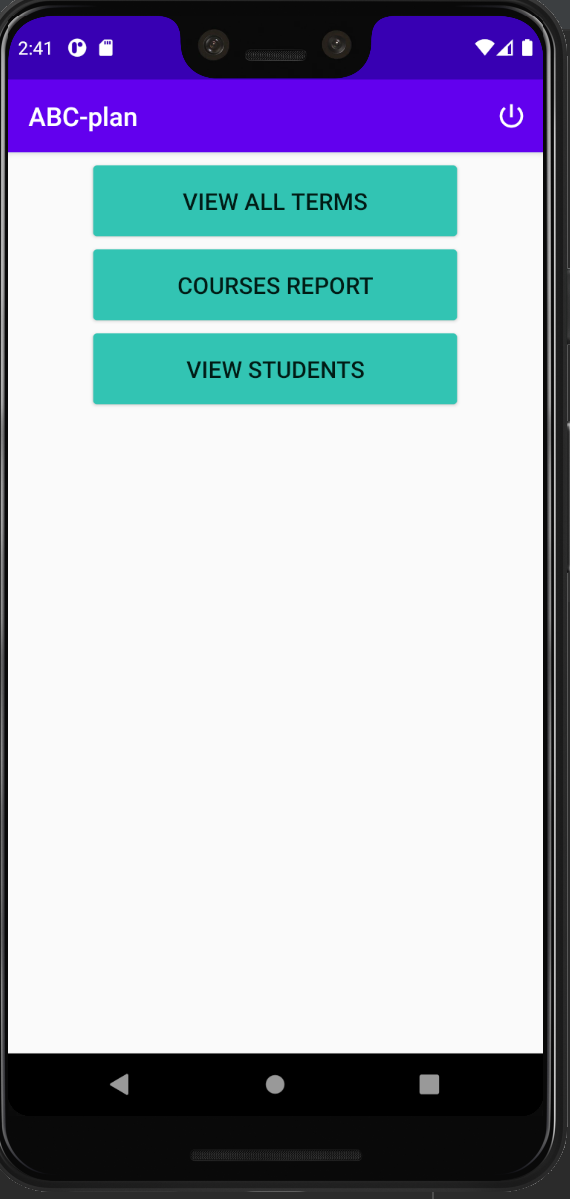 2:41
ABC-plan
VIEW ALL TERMS
COURSES REPORT
VIEW STUDENTS